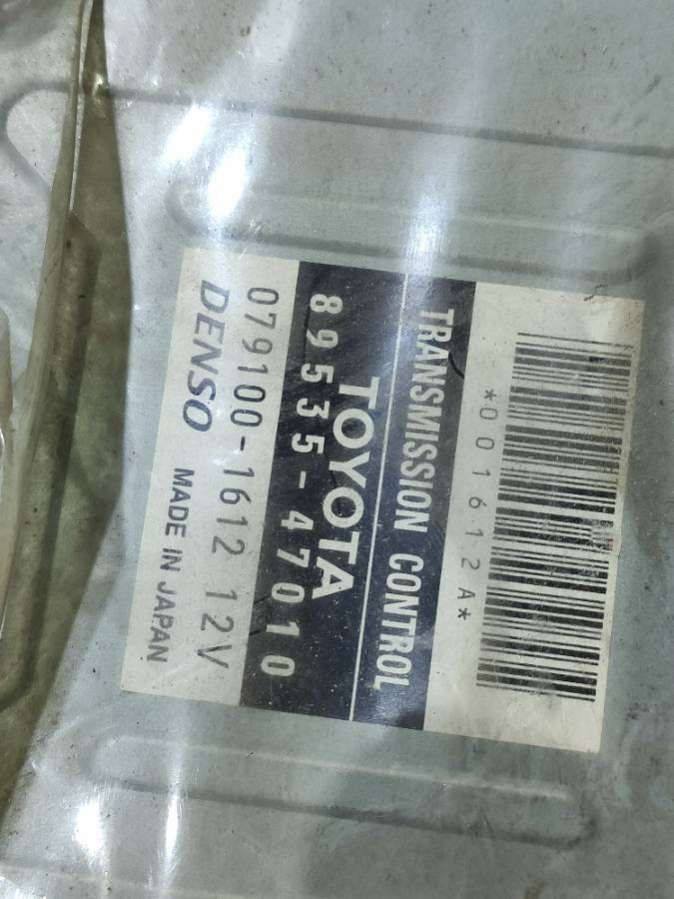 *001612A*
TRANSMISSION CONTROL
TOYOTA
89535-47010
079100-1612 12V
DENSO MADE IN JAPAN